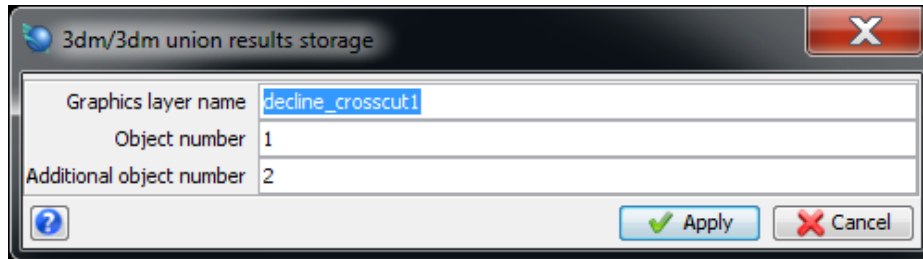 3dm/3dm union results storage
Graphics layer name decline_crosscut1
Object number 1
Additional object number 2
? Apply Cancel